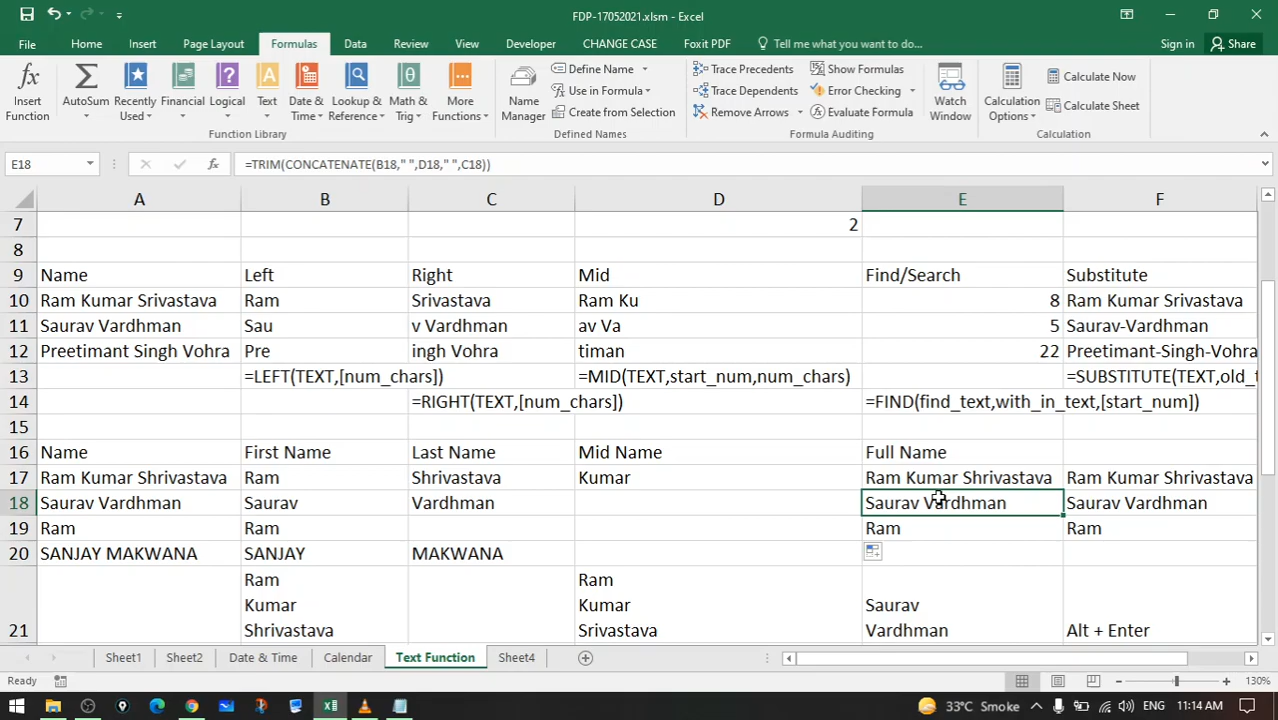 FDP-17052021.xlsm - Excel
File Home Insert Page Layout Formulas Data Review View Developer CHANGE CASE Foxit PDF Tell me what you want to do... Sign in Share
Insert Function
AutoSum
Recently Used
Financial
Logical
Text
Date & Time
Lookup & Reference
Math & Trig
More Functions
Function Library
Name Manager
Define Name
Use in Formula
Create from Selection
Defined Names
Trace Precedents
Trace Dependents
Remove Arrows
Show Formulas
Error Checking
Evaluate Formula
Formula Auditing
Watch Window
Calculation Options
Calculate Now
Calculate Sheet
Calculation
E18 fx =TRIM(CONCATENATE(B18," ",D18," ",C18))
A B C D E F
7 2
8
9 Name Left Right Mid Find/Search Substitute
10 Ram Kumar Srivastava Ram Srivastava Ram Ku 8 Ram Kumar Srivastava
11 Saurav Vardhman Sau v Vardhman av Va 5 Saurav-Vardhman
12 Preetimant Singh Vohra Pre ingh Vohra timan 22 Preetimant-Singh-Vohra
13 =LEFT(TEXT,[num_chars]) =MID(TEXT,start_num,num_chars) =SUBSTITUTE(TEXT,old_t
14 =RIGHT(TEXT,[num_chars]) =FIND(find_text,with_in_text,[start_num])
15
16 Name First Name Last Name Mid Name Full Name
17 Ram Kumar Shrivastava Ram Shrivastava Kumar Ram Kumar Shrivastava Ram Kumar Shrivastava
18 Saurav Vardhman Saurav Vardhman Saurav Vardhman Saurav Vardhman
19 Ram Ram Ram Ram
20 SANJAY MAKWANA SANJAY MAKWANA
Ram Ram
Kumar Kumar Saurav
21 Shrivastava Srivastava Vardhman Alt + Enter
Sheet1 Sheet2 Date & Time Calendar Text Function Sheet4
Ready 130%
33°C Smoke ENG 11:14 AM